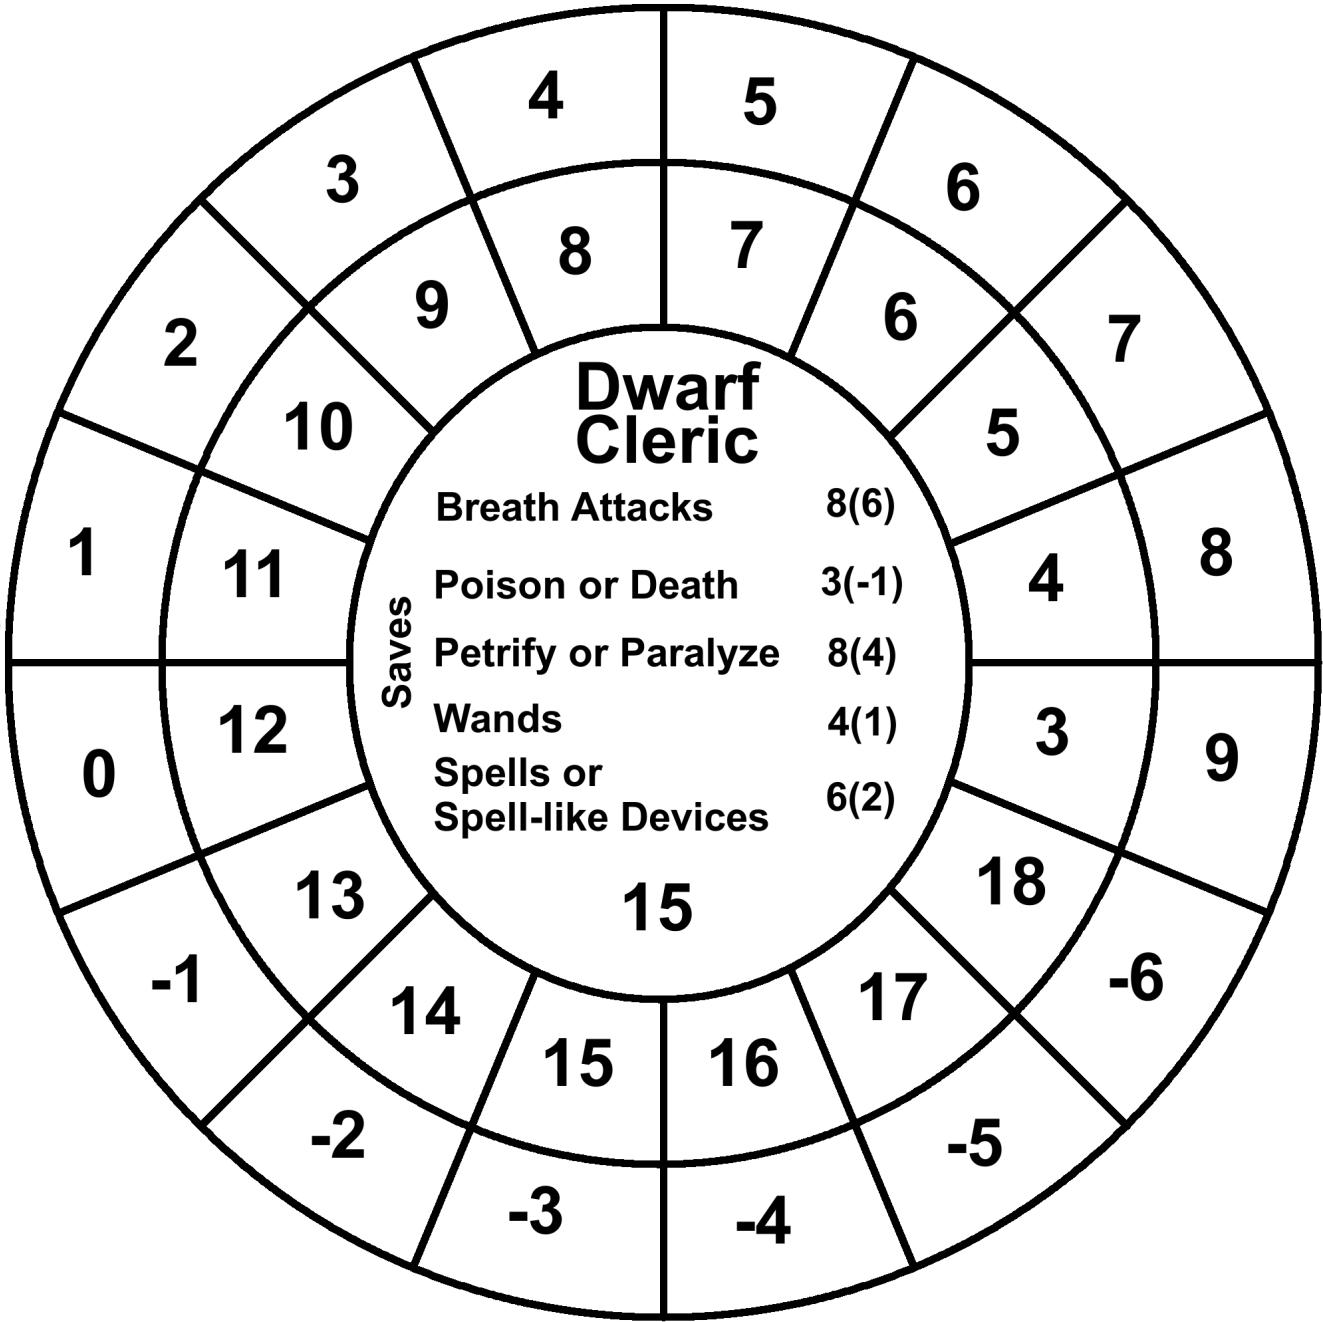 4 5
3 6
8 7
2 9 6 7
10 5
Dwarf
Cleric
Breath Attacks 8(6)
1 11 4 8
Poison or Death 3(-1)
Saves
Petrify or Paralyze 8(4)
Wands 4(1)
0 12 3 9
Spells or
Spell-like Devices 6(2)
13 18
15
-1 14 17 -6
15 16
-2 -5
-3 -4